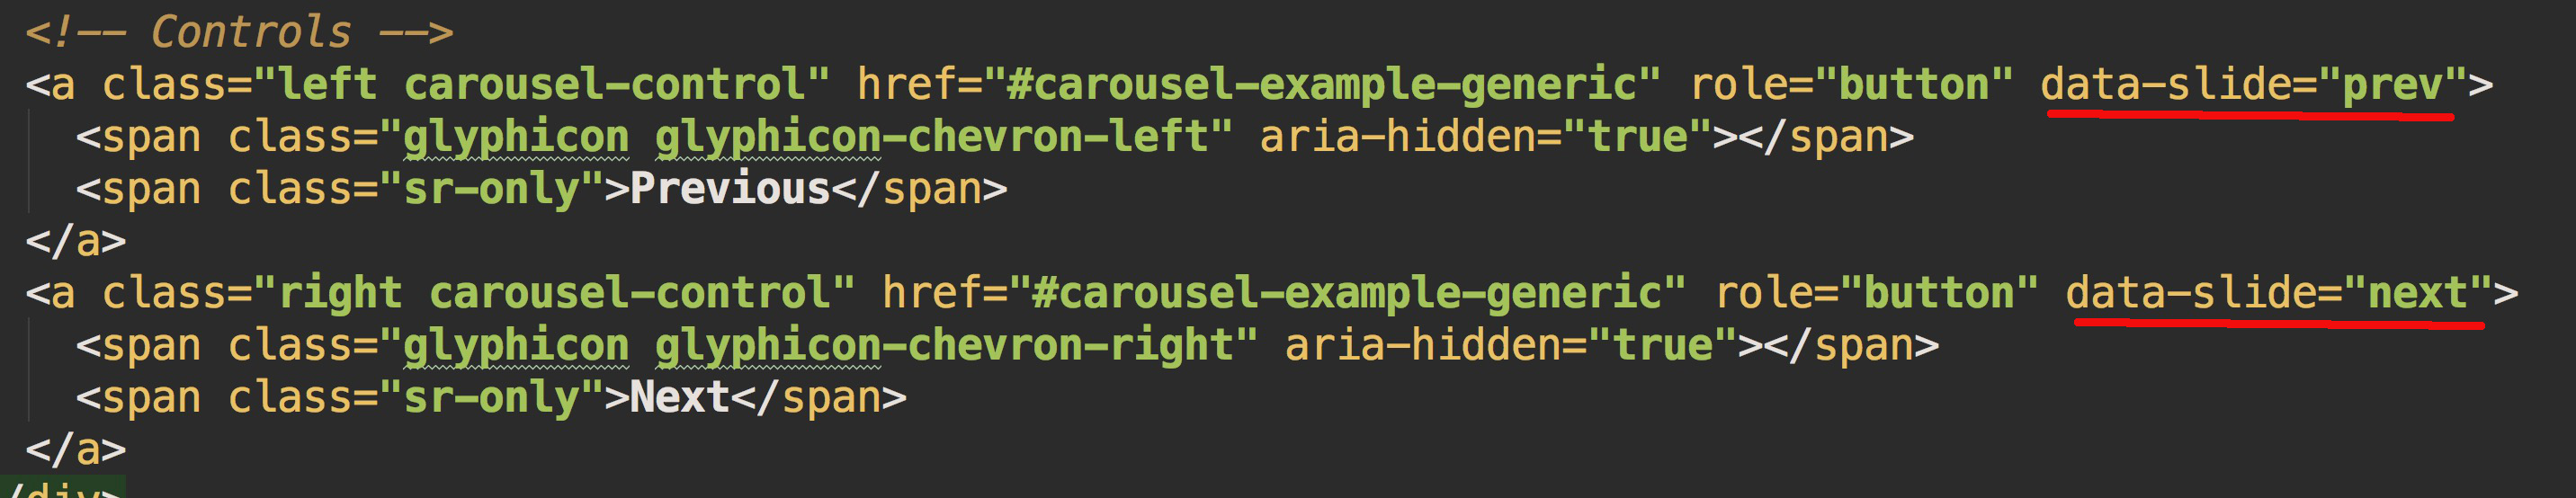 <!-- Controls -->
<a class="left carousel-control" href="#carousel-example-generic" role="button" data-slide="prev">
<span class="glyphicon glyphicon-chevron-left" aria-hidden="true"></span>
<span class="sr-only">Previous</span>
</a>
<a class="right carousel-control" href="#carousel-example-generic" role="button" data-slide="next">
<span class="glyphicon glyphicon-chevron-right" aria-hidden="true"></span>
<span class="sr-only">Next</span>
</a>
/div>